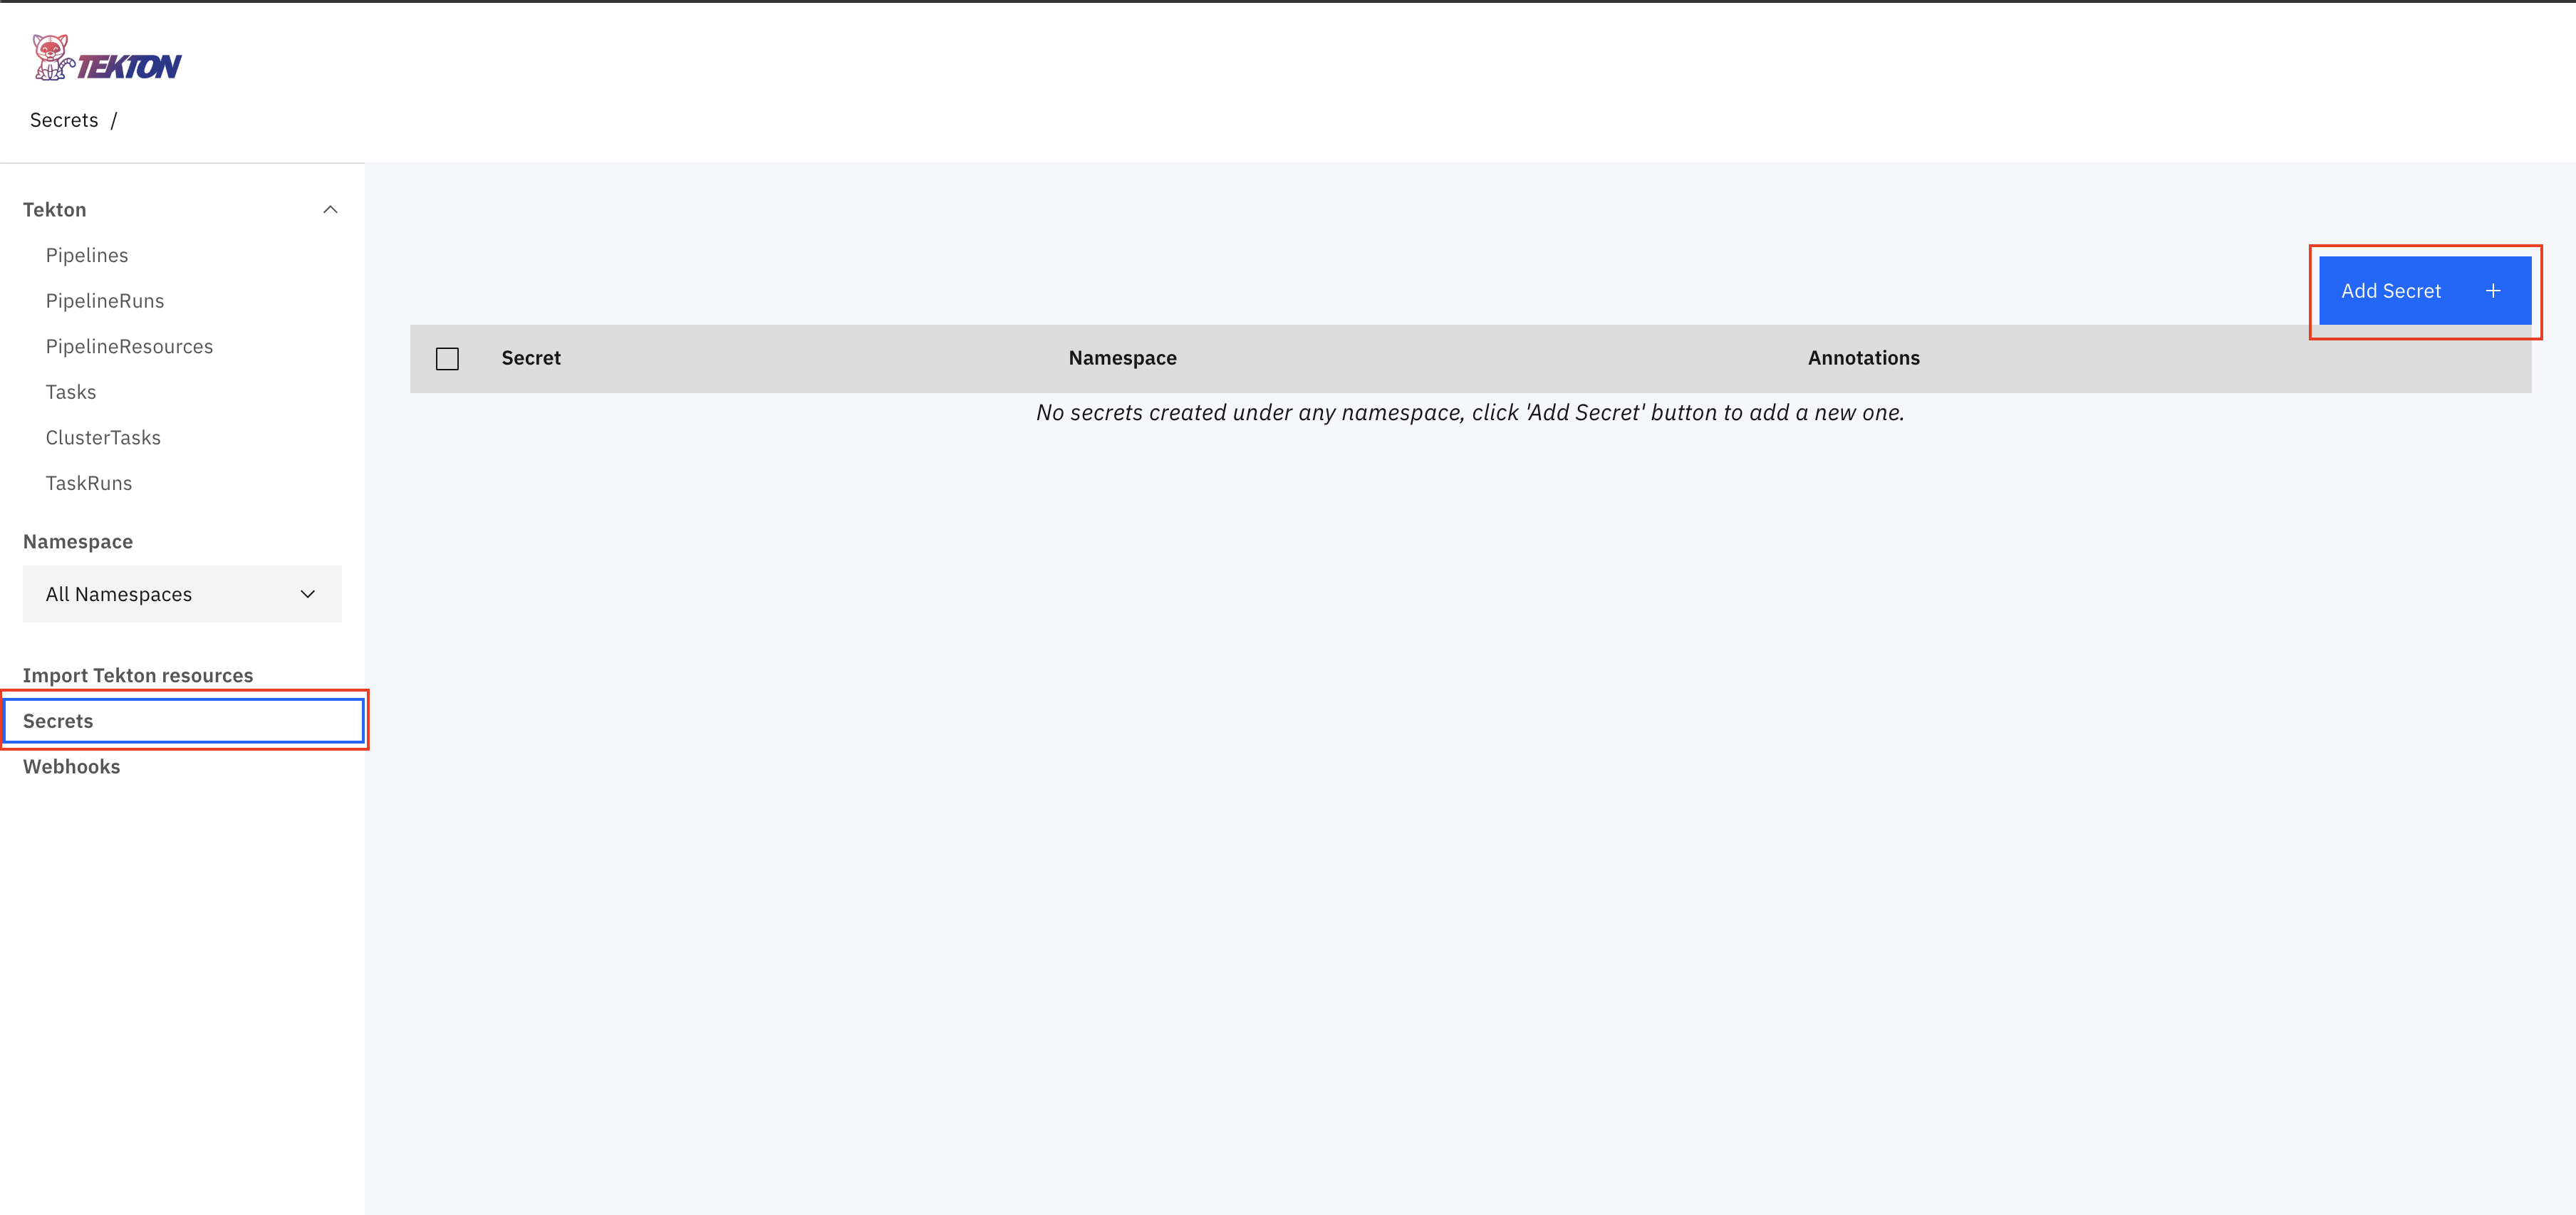 TEKTON
Secrets /
Tekton
Pipelines
PipelineRuns
PipelineResources
Tasks
ClusterTasks
TaskRuns
Namespace
All Namespaces
Import Tekton resources
Secrets
Webhooks
Add Secret +
Secret Namespace Annotations
No secrets created under any namespace, click 'Add Secret' button to add a new one.